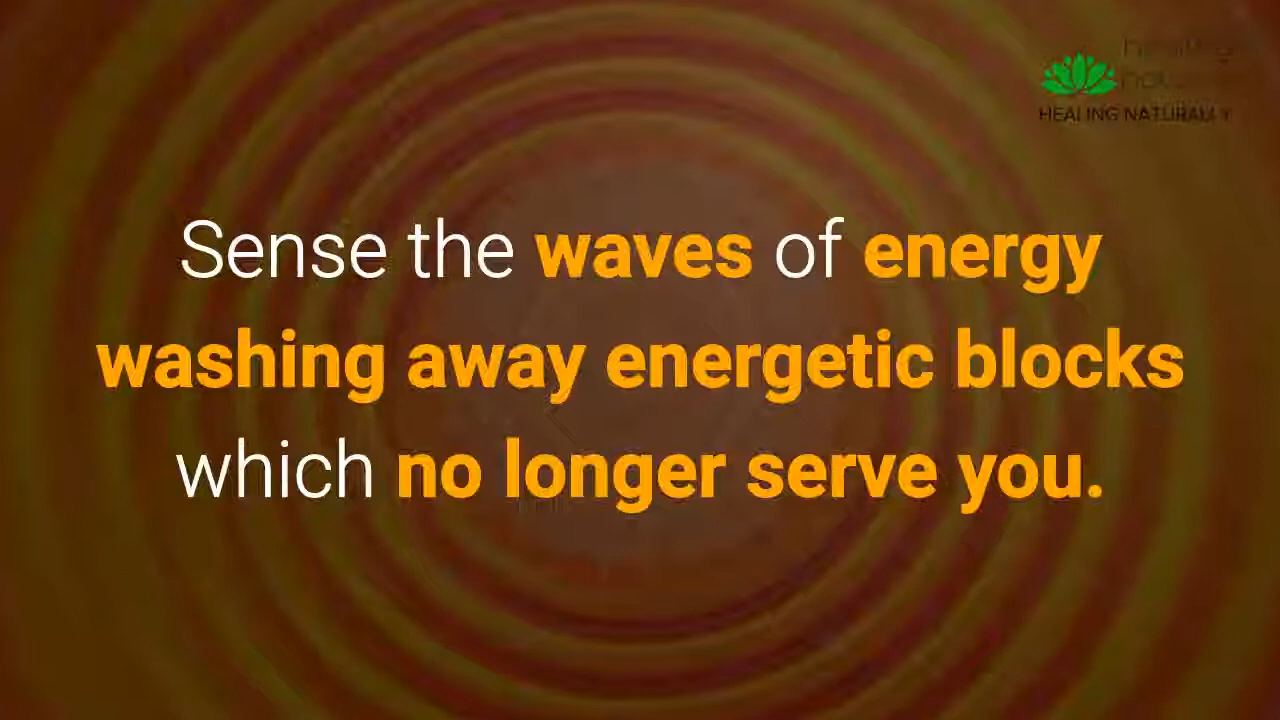 HEALING NATURALLY
Sense the waves of energy
washing away energetic blocks
which no longer serve you.